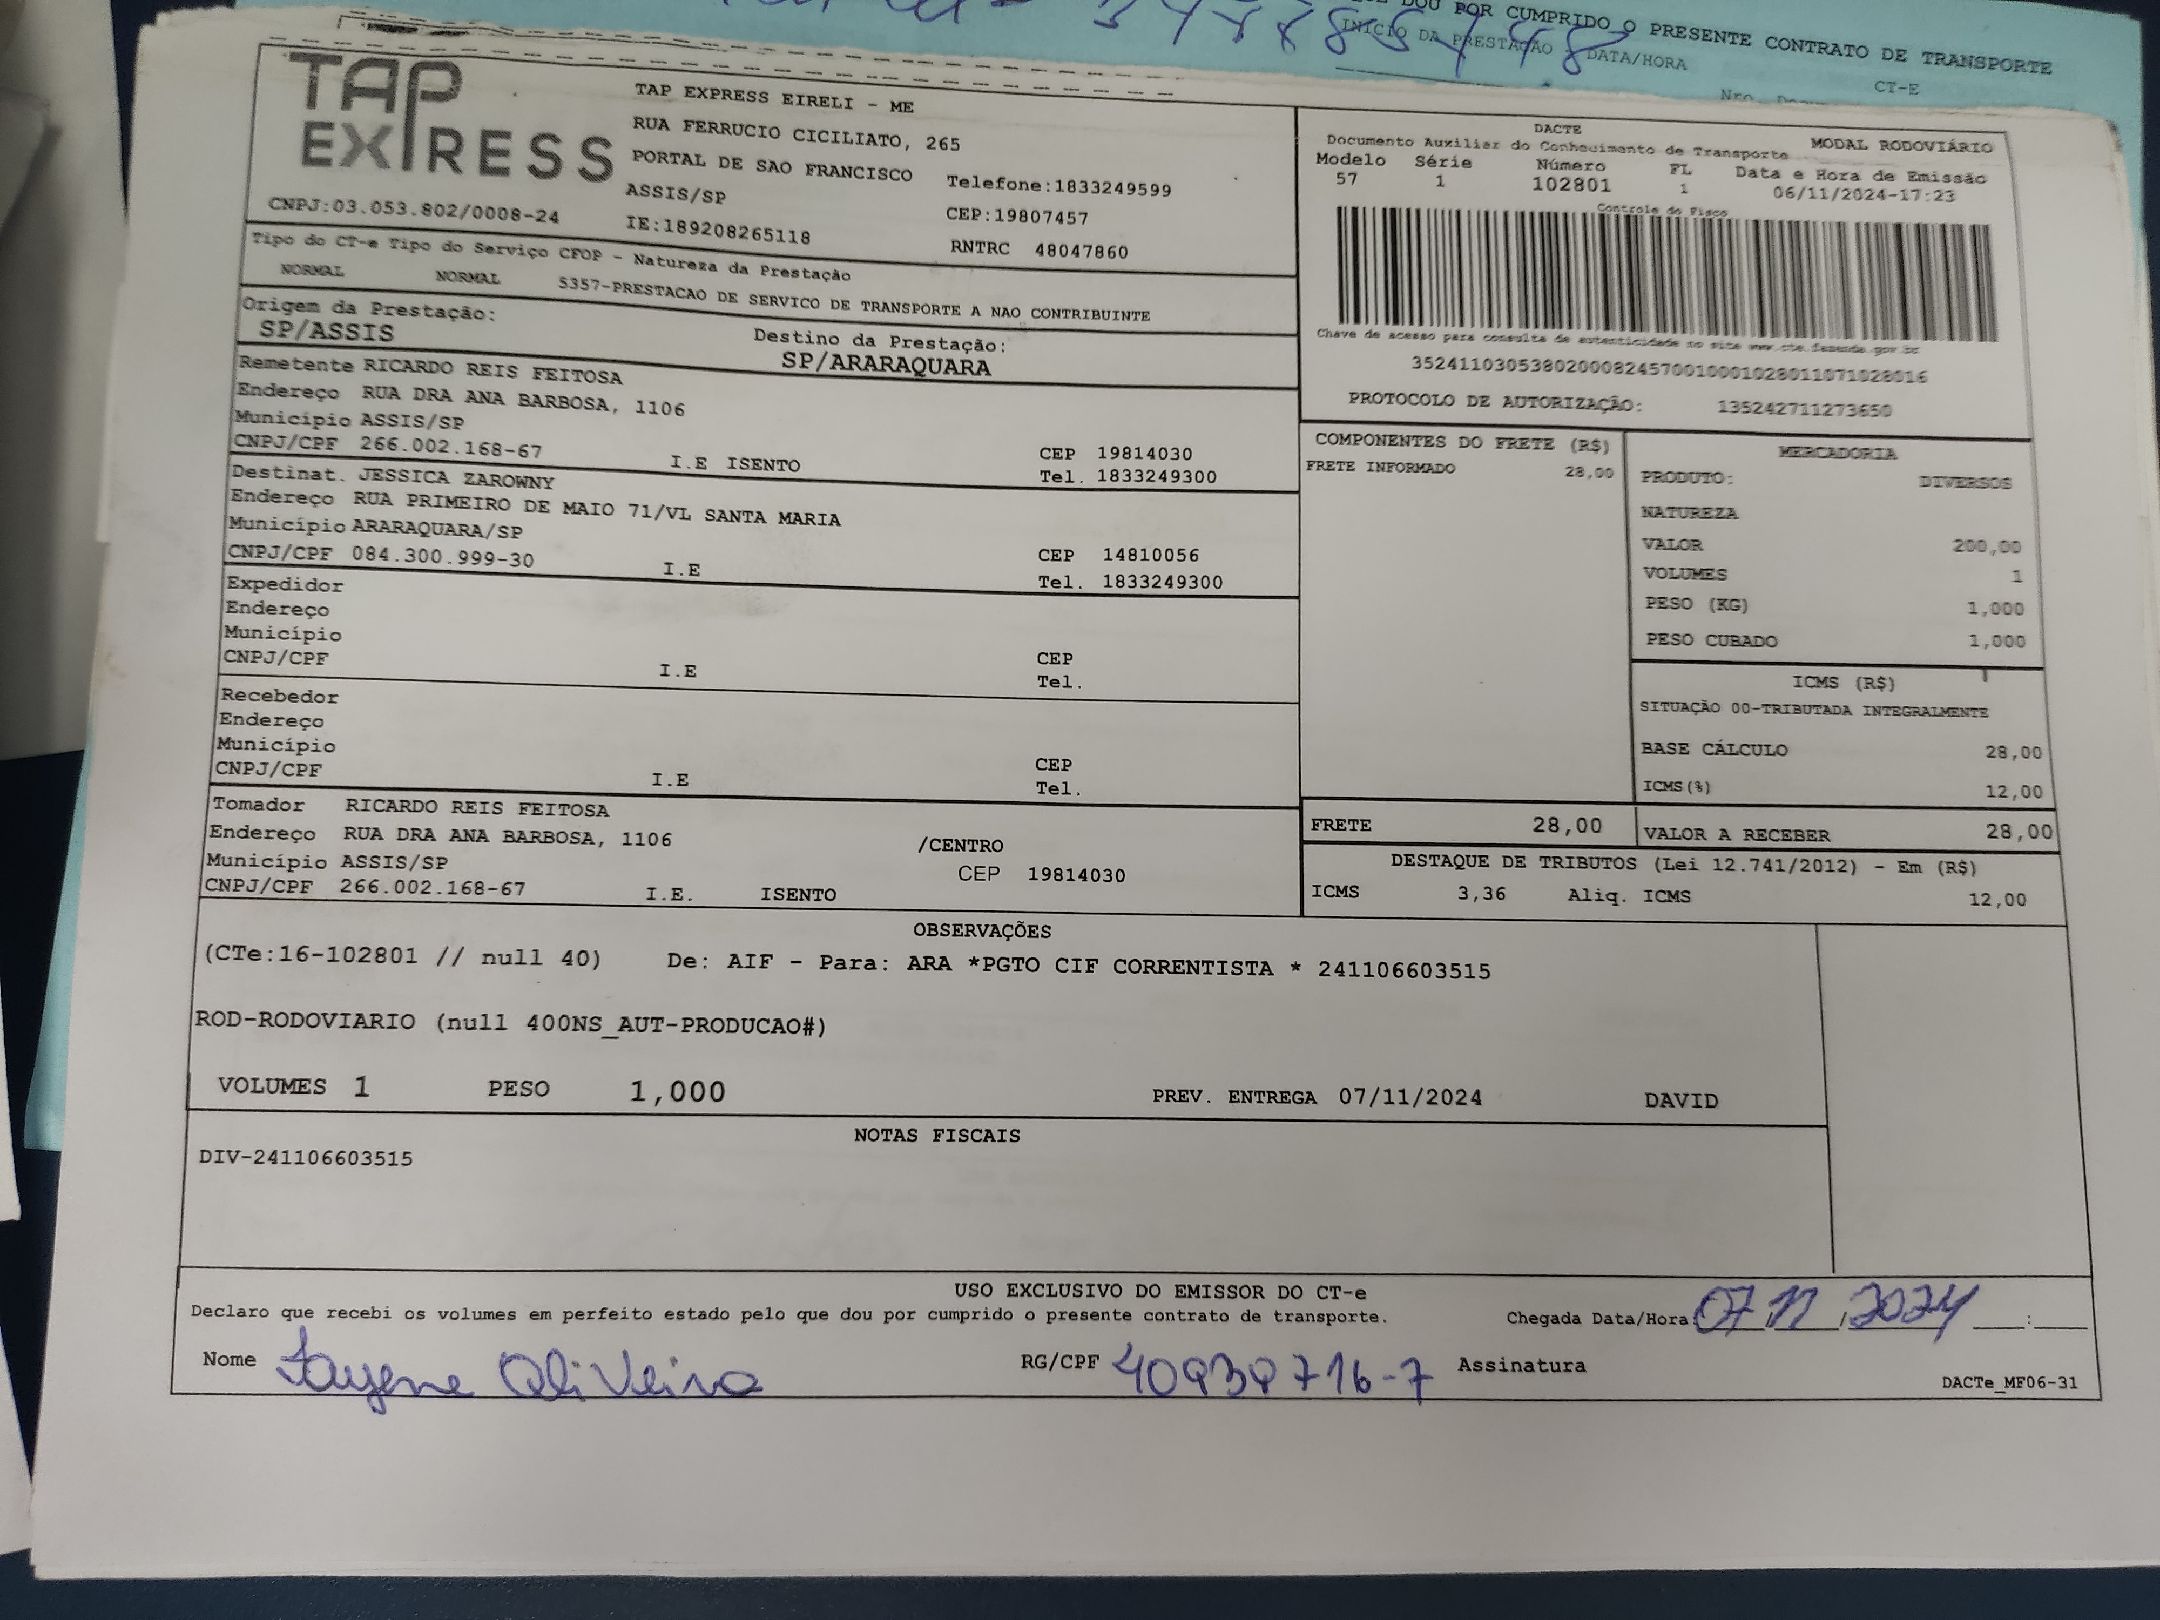 DOU POR CUMPRIDO O PRESENTE CONTRATO DE TRANSPORTE
INÍCIO DA PRESTAÇÃO - DATA/HORA
CT-E
TAP
EXPRESS
TAP EXPRESS EIRELI - ME
RUA FERRUCIO CICILIATO, 265
PORTAL DE SAO FRANCISCO Telefone:1833249599
ASSIS/SP CEP:19807457
CNPJ:03.053.802/0008-24 IE:189208265118 RNTRC 48047860
DACTE MODAL RODOVIÁRIO
Documento Auxiliar do Conhecimento de Transporte
Modelo Série Número FL Data e Hora de Emissão
57 1 102801 1 06/11/2024-17:23
Controle do Fisco
Chave de acesso para consulta de autenticidade no site www.cte.fazenda.gov.br
35241103053802000824570010001028011071028016
PROTOCOLO DE AUTORIZAÇÃO: 135242711273650
Tipo do CT-e Tipo do Serviço CFOP - Natureza da Prestação
NORMAL NORMAL 5357-PRESTACAO DE SERVICO DE TRANSPORTE A NAO CONTRIBUINTE
Origem da Prestação: Destino da Prestação:
SP/ASSIS SP/ARARAQUARA
Remetente RICARDO REIS FEITOSA
Endereço RUA DRA ANA BARBOSA, 1106
Município ASSIS/SP CEP 19814030
CNPJ/CPF 266.002.168-67 I.E ISENTO Tel. 1833249300
Destinat. JESSICA ZAROWNY
Endereço RUA PRIMEIRO DE MAIO 71/VL SANTA MARIA
Município ARARAQUARA/SP CEP 14810056
CNPJ/CPF 084.300.999-30 I.E Tel. 1833249300
Expedidor
Endereço
Município CEP
CNPJ/CPF I.E Tel.
Recebedor
Endereço
Município CEP
CNPJ/CPF I.E Tel.
Tomador RICARDO REIS FEITOSA
Endereço RUA DRA ANA BARBOSA, 1106 /CENTRO
Município ASSIS/SP CEP 19814030
CNPJ/CPF 266.002.168-67 I.E. ISENTO
COMPONENTES DO FRETE (R$)
FRETE INFORMADO 28,00
MERCADORIA
PRODUTO: DIVERSOS
NATUREZA
VALOR 200,00
VOLUMES 1
PESO (KG) 1,000
PESO CUBADO 1,000
ICMS (R$)
SITUAÇÃO 00-TRIBUTADA INTEGRALMENTE
BASE CÁLCULO 28,00
ICMS(%) 12,00
FRETE 28,00 VALOR A RECEBER 28,00
DESTAQUE DE TRIBUTOS (Lei 12.741/2012) - Em (R$)
ICMS 3,36 Aliq. ICMS 12,00
OBSERVAÇÕES
(CTe:16-102801 // null 40) De: AIF - Para: ARA *PGTO CIF CORRENTISTA * 241106603515
ROD-RODOVIARIO (null 400NS_AUT-PRODUCAO#)
VOLUMES 1 PESO 1,000 PREV. ENTREGA 07/11/2024 DAVID
NOTAS FISCAIS
DIV-241106603515
USO EXCLUSIVO DO EMISSOR DO CT-e
Declaro que recebi os volumes em perfeito estado pelo que dou por cumprido o presente contrato de transporte. Chegada Data/Hora: 07/11/2024 :
Nome Oliveira RG/CPF 40939716-7 Assinatura
DACTe_MF06-31